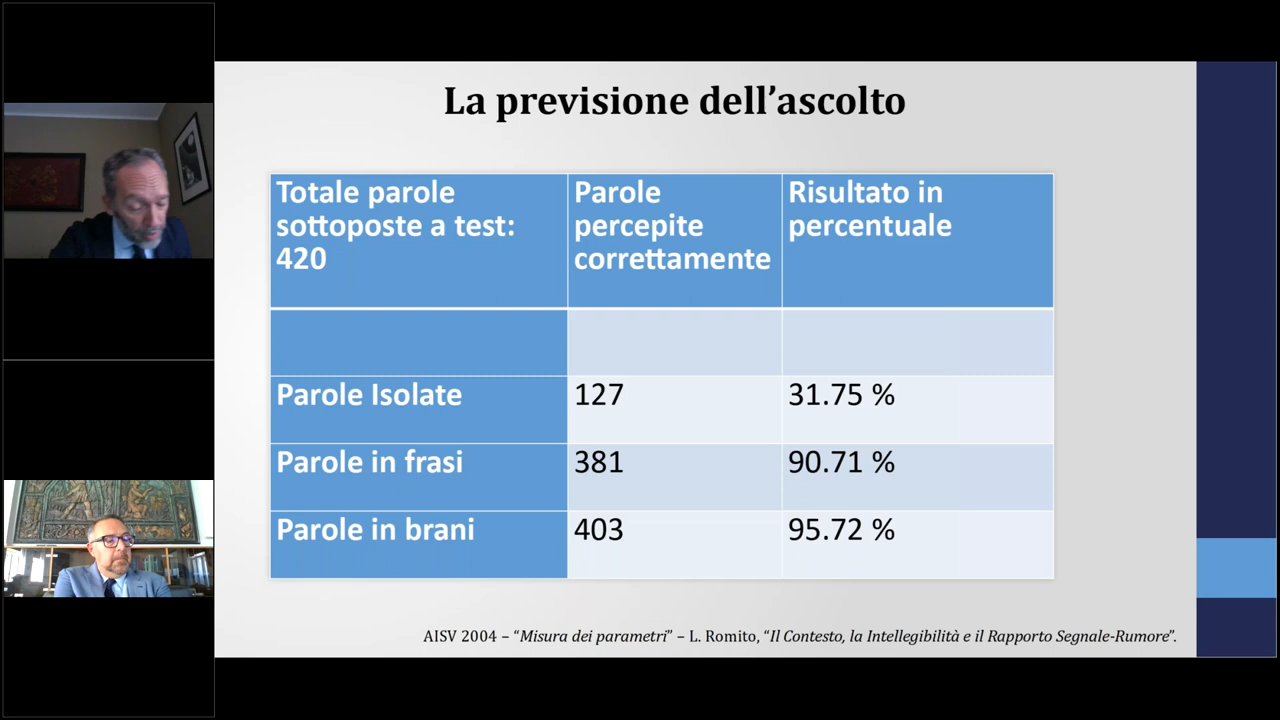 La previsione dell’ascolto
Totale parole
sottoposte a test:
420
Parole
percepite
correttamente
Risultato in
percentuale
Parole Isolate
127
31.75 %
Parole in frasi
381
90.71 %
Parole in brani
403
95.72 %
AISV 2004 – “Misura dei parametri” – L. Romito, “Il Contesto, la Intellegibilità e il Rapporto Segnale-Rumore”.